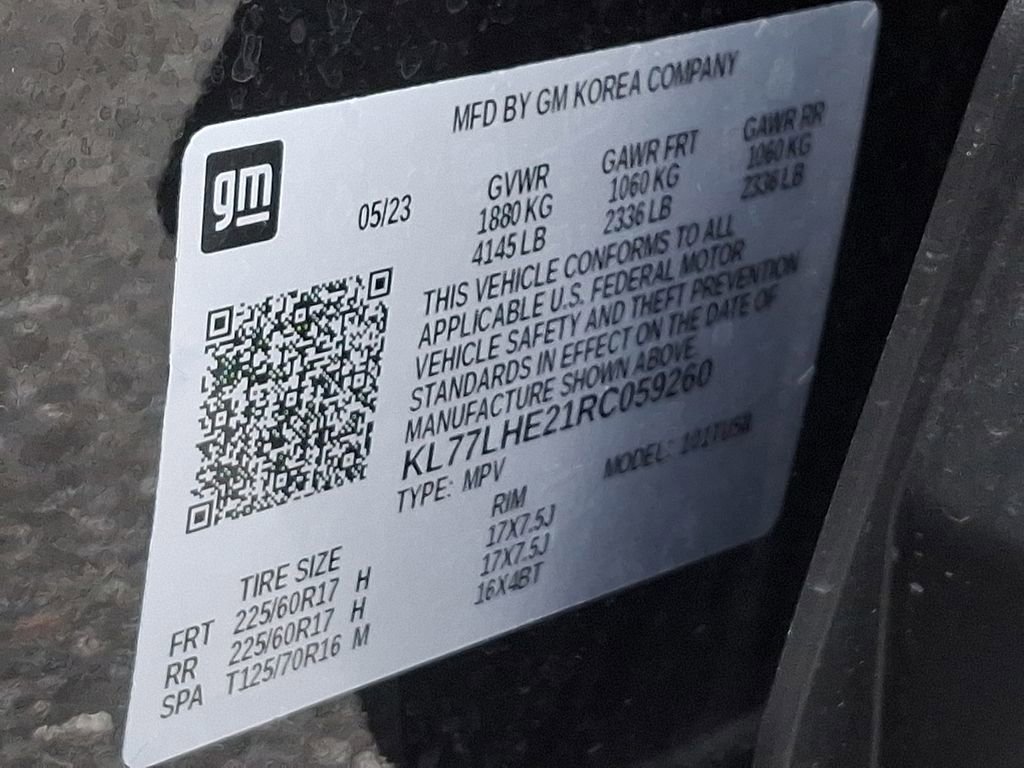 MFD BY GM KOREA COMPANY
gm
05/23 GVWR GAWR FRT GAWR RR
1880 KG 1060 KG 1060 KG
4145 LB 2336 LB 2336 LB
THIS VEHICLE CONFORMS TO ALL
APPLICABLE U.S. FEDERAL MOTOR
VEHICLE SAFETY AND THEFT PREVENTION
STANDARDS IN EFFECT ON THE DATE OF
MANUFACTURE SHOWN ABOVE
KL77LHE21RC059260
TYPE: MPV MODEL:
TIRE SIZE RIM
FRT 225/60R17 H 17X7.5J
RR 225/60R17 H 17X7.5J
SPA T125/70R16 M 16X4BT